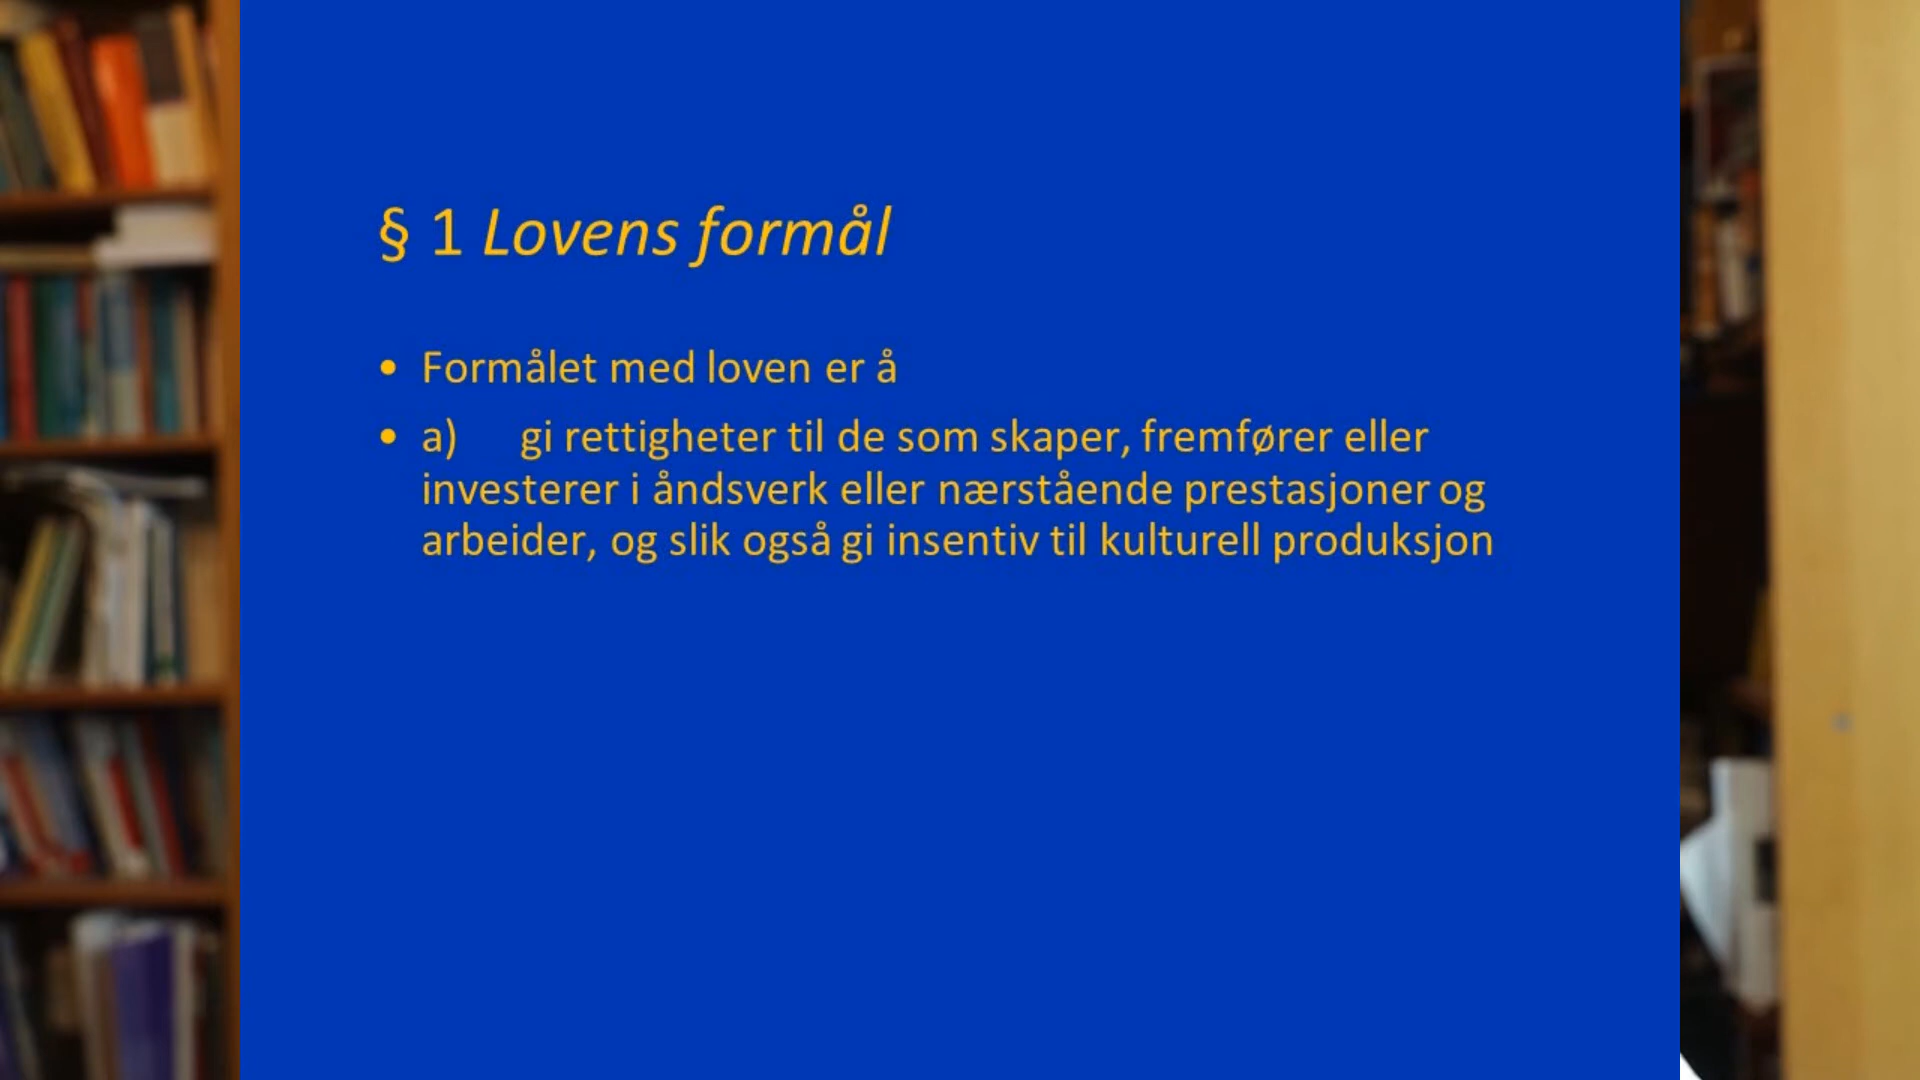 § 1 Lovens formål
• Formålet med loven er å
• a) gi rettigheter til de som skaper, fremfører eller
investerer i åndsverk eller nærstående prestasjoner og
arbeider, og slik også gi insentiv til kulturell produksjon